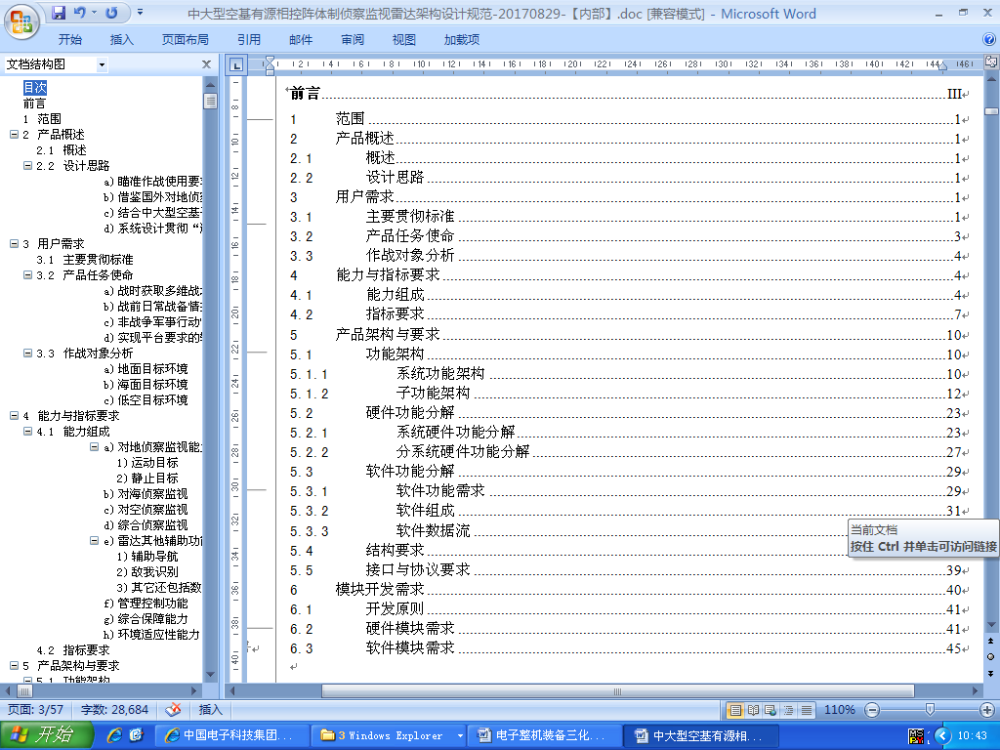 中大型空基有源相控阵体制侦察监视雷达架构设计规范-20170829-【内部】.doc [兼容模式] - Microsoft Word
开始 插入 页面布局 引用 邮件 审阅 视图 加载项
文档结构图
目次
前言
1 范围
2 产品概述
2.1 概述
2.2 设计思路
a)瞄准作战使用要
b)借鉴国外对地侦
c)结合中大型空基
d)系统设计贯彻“
3 用户需求
3.1 主要贯彻标准
3.2 产品任务使命
a)战时获取多维战
b)战前日常战备情
c)非战争军事行动
d)实现平台要求的
3.3 作战对象分析
a)地面目标环境
b)海面目标环境
c)低空目标环境
4 能力与指标要求
4.1 能力组成
a)对地侦察监视能
1)运动目标
2)静止目标
b)对海侦察监视
c)对空侦察监视
d)综合侦察监视
e)雷达其他辅助功
1)辅助导航
2)敌我识别
3)其它还包括数
f)管理控制功能
g)综合保障能力
h)环境适应性能力
4.2 指标要求
5 产品架构与要求
5.1 功能架构
前言 III
1 范围 1
2 产品概述 1
2.1 概述 1
2.2 设计思路 1
3 用户需求 1
3.1 主要贯彻标准 1
3.2 产品任务使命 3
3.3 作战对象分析 4
4 能力与指标要求 4
4.1 能力组成 4
4.2 指标要求 7
5 产品架构与要求 10
5.1 功能架构 10
5.1.1 系统功能架构 10
5.1.2 子功能架构 12
5.2 硬件功能分解 23
5.2.1 系统硬件功能分解 23
5.2.2 分系统硬件功能分解 27
5.3 软件功能分解 29
5.3.1 软件功能需求 29
5.3.2 软件组成 31
5.3.3 软件数据流
5.4 结构要求
5.5 接口与协议要求 39
6 模块开发需求 40
6.1 开发原则 41
6.2 硬件模块需求 41
6.3 软件模块需求 45
当前文档
按住 Ctrl 并单击可访问链接
页面: 3/57 字数: 28,684 插入 110%
开始 中国电子科技集团... 3 Windows Explorer 电子整机装备三化... 中大型空基有源相... 10:43